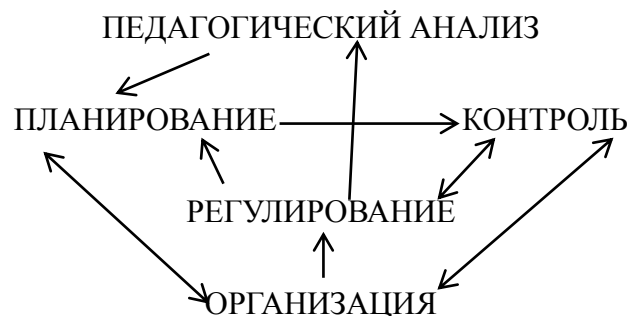 ПЕДАГОГИЧЕСКИЙ АНАЛИЗ
ПЛАНИРОВАНИЕ КОНТРОЛЬ
РЕГУЛИРОВАНИЕ
ОРГАНИЗАЦИЯ